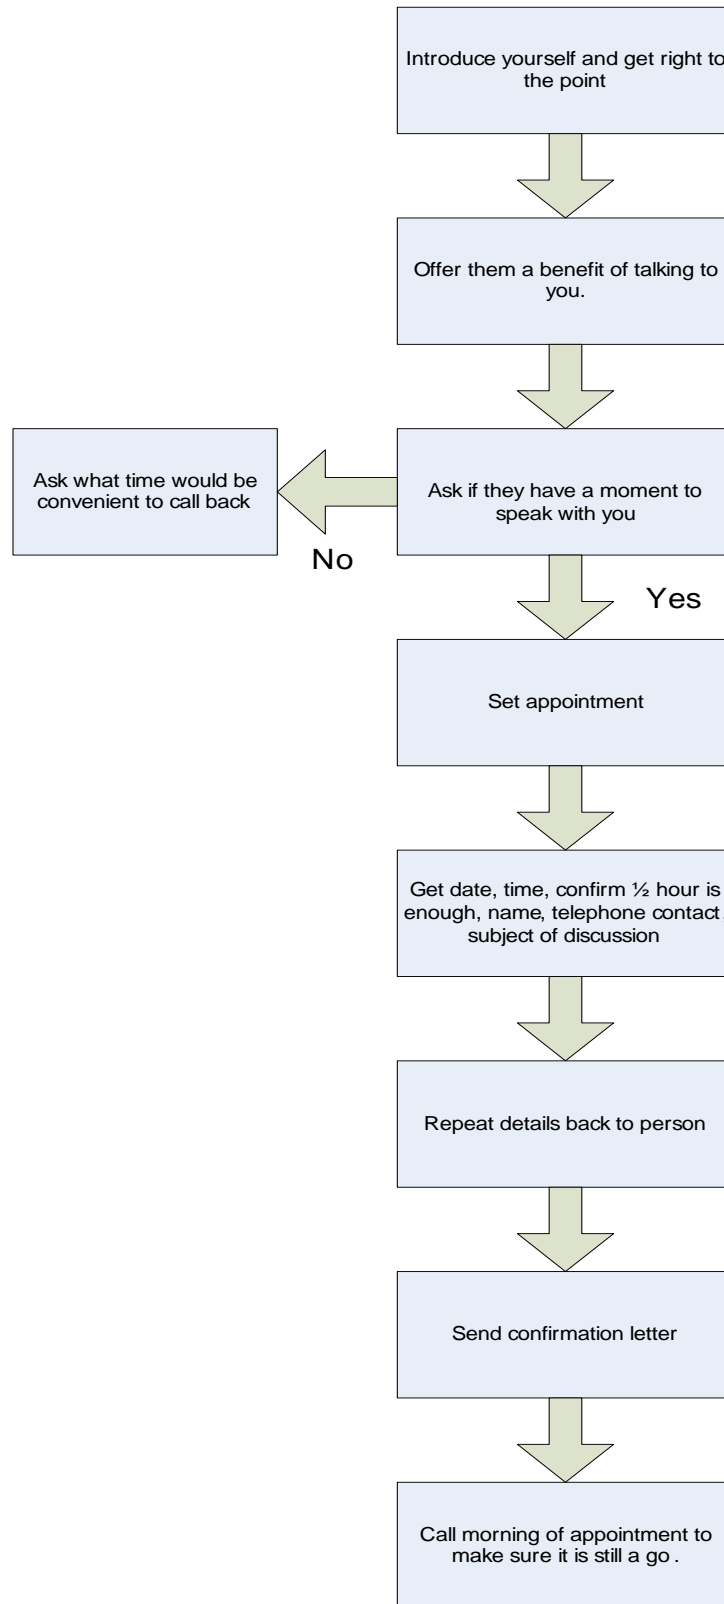 Introduce yourself and get right to
the point
Offer them a benefit of talking to
you.
Ask what time would be
convenient to call back
Ask if they have a moment to
speak with you
No
Yes
Set appointment
Get date, time, confirm ½ hour is
enough, name, telephone contact,
subject of discussion
Repeat details back to person
Send confirmation letter
Call morning of appointment to
make sure it is still a go .